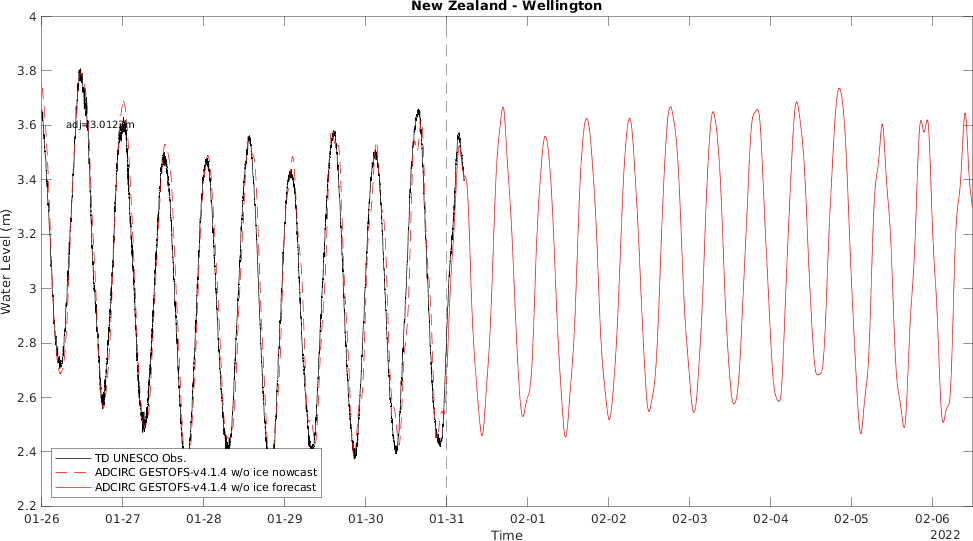 New Zealand - Wellington
4
3.8
3.6
3.4
3.2
3
2.8
2.6
2.4
2.2
Water Level (m)
TD UNESCO Obs.
ADCIRC GESTOFS-v4.1.4 w/o ice nowcast
ADCIRC GESTOFS-v4.1.4 w/o ice forecast
01-26 01-27 01-28 01-29 01-30 01-31 02-01 02-02 02-03 02-04 02-05 02-06
Time
2022